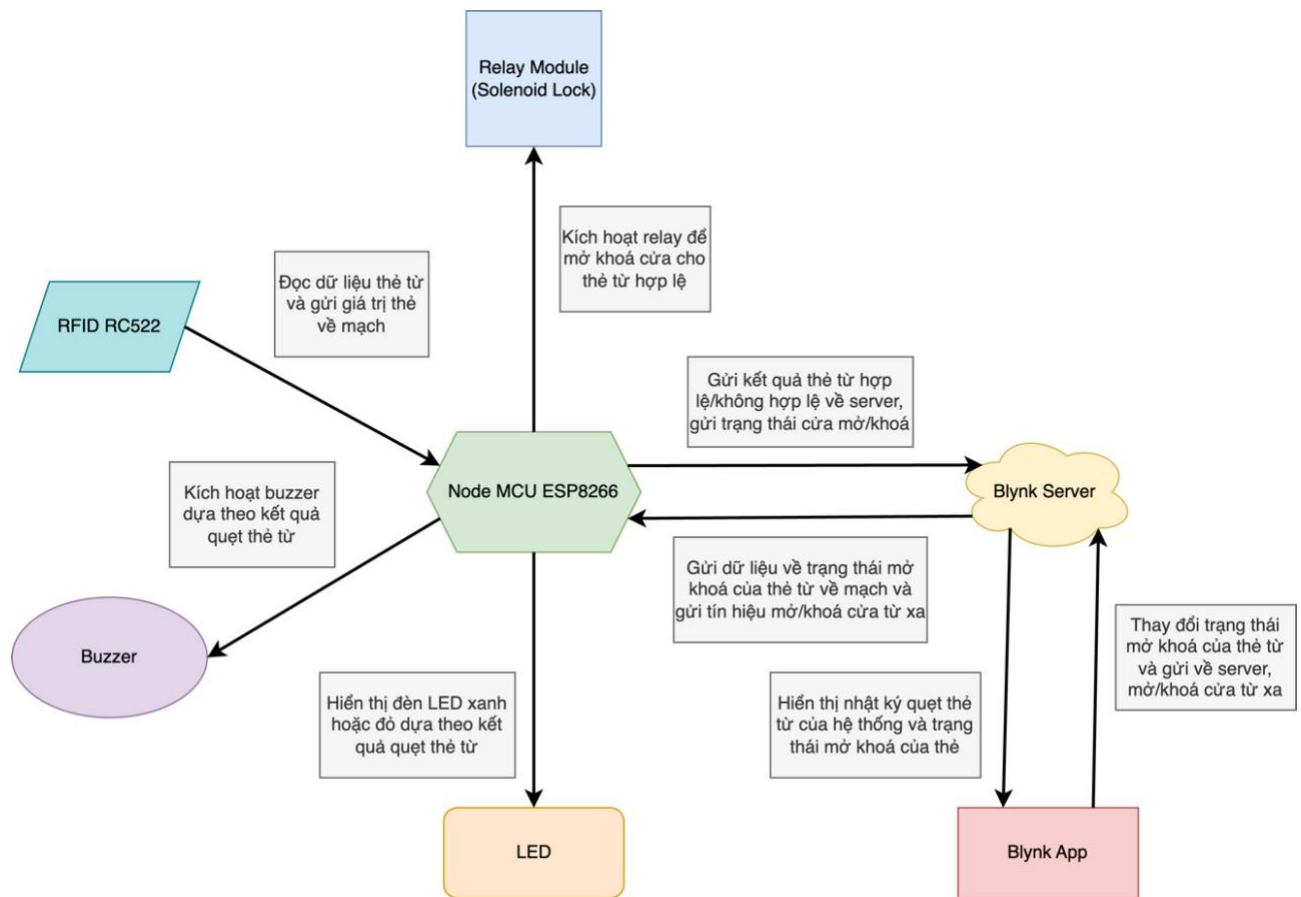 Relay Module
(Solenoid Lock)
Kích hoạt relay để
mở khoá cửa cho
thẻ từ hợp lệ
Đọc dữ liệu thẻ từ
và gửi giá trị thẻ
về mạch
RFID RC522
Gửi kết quả thẻ từ hợp
lệ/không hợp lệ về server,
gửi trạng thái cửa mở/khoá
Kích hoạt buzzer
dựa theo kết quả
quẹt thẻ từ
Node MCU ESP8266
Blynk Server
Gửi dữ liệu về trạng thái mở
khoá của thẻ từ về mạch và
gửi tín hiệu mở/khoá cửa từ xa
Buzzer
Thay đổi trạng thái
mở khoá của thẻ từ
và gửi về server,
mở/khoá cửa từ xa
Hiển thị đèn LED xanh
hoặc đỏ dựa theo kết
quả quẹt thẻ từ
Hiển thị nhật ký quẹt thẻ
từ của hệ thống và trạng
thái mở khoá của thẻ
LED
Blynk App